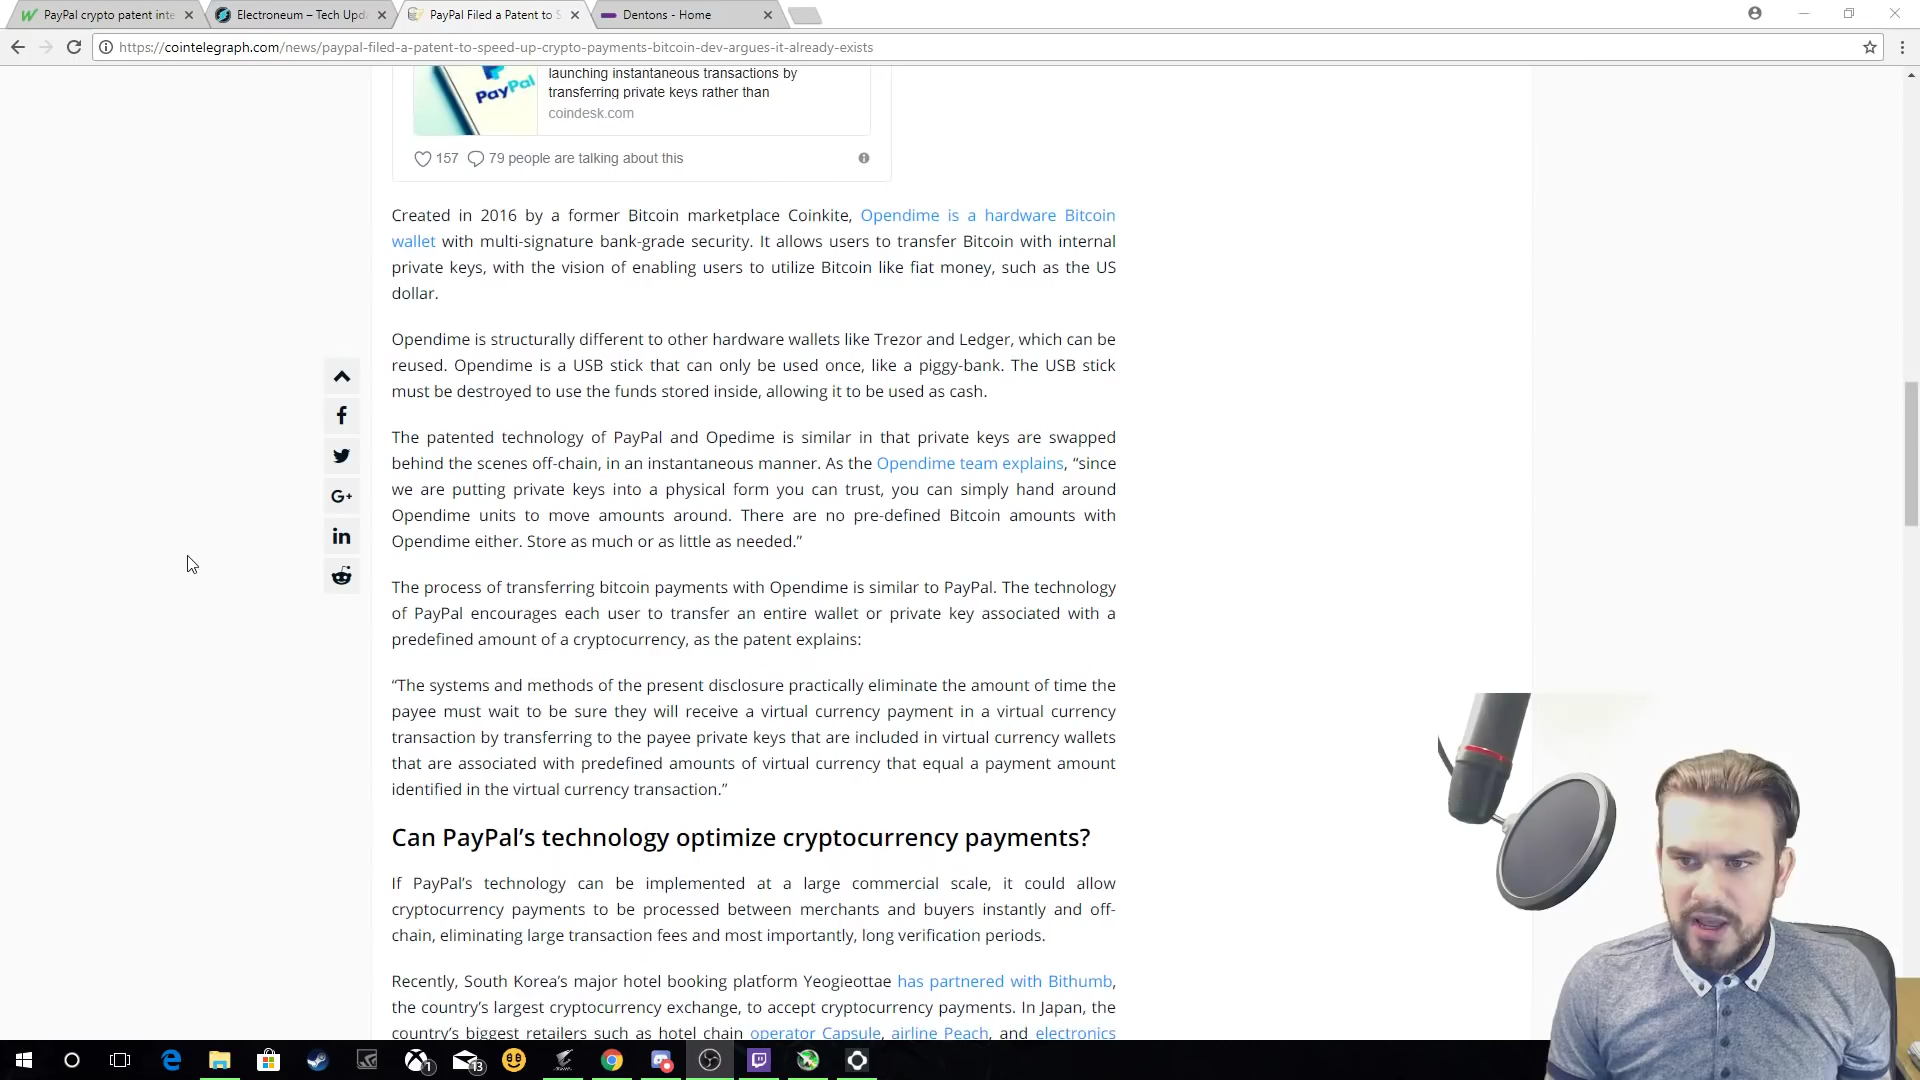 PayPal crypto patent inte
Electroneum – Tech Upda
PayPal Filed a Patent to S
Dentons - Home
https://cointelegraph.com/news/paypal-filed-a-patent-to-speed-up-crypto-payments-bitcoin-dev-argues-it-already-exists
PayPal
launching instantaneous transactions by
transferring private keys rather than
coindesk.com
157 79 people are talking about this
Created in 2016 by a former Bitcoin marketplace Coinkite, Opendime is a hardware Bitcoin
wallet with multi-signature bank-grade security. It allows users to transfer Bitcoin with internal
private keys, with the vision of enabling users to utilize Bitcoin like fiat money, such as the US
dollar.
Opendime is structurally different to other hardware wallets like Trezor and Ledger, which can be
reused. Opendime is a USB stick that can only be used once, like a piggy-bank. The USB stick
must be destroyed to use the funds stored inside, allowing it to be used as cash.
The patented technology of PayPal and Opedime is similar in that private keys are swapped
behind the scenes off-chain, in an instantaneous manner. As the Opendime team explains, “since
we are putting private keys into a physical form you can trust, you can simply hand around
Opendime units to move amounts around. There are no pre-defined Bitcoin amounts with
Opendime either. Store as much or as little as needed.”
The process of transferring bitcoin payments with Opendime is similar to PayPal. The technology
of PayPal encourages each user to transfer an entire wallet or private key associated with a
predefined amount of a cryptocurrency, as the patent explains:
“The systems and methods of the present disclosure practically eliminate the amount of time the
payee must wait to be sure they will receive a virtual currency payment in a virtual currency
transaction by transferring to the payee private keys that are included in virtual currency wallets
that are associated with predefined amounts of virtual currency that equal a payment amount
identified in the virtual currency transaction.”
Can PayPal’s technology optimize cryptocurrency payments?
If PayPal’s technology can be implemented at a large commercial scale, it could allow
cryptocurrency payments to be processed between merchants and buyers instantly and off-
chain, eliminating large transaction fees and most importantly, long verification periods.
Recently, South Korea’s major hotel booking platform Yeogieottae has partnered with Bithumb,
the country’s largest cryptocurrency exchange, to accept cryptocurrency payments. In Japan, the
country’s biggest retailers such as hotel chain operator Capsule, airline Peach, and electronics
G+
in
1
13